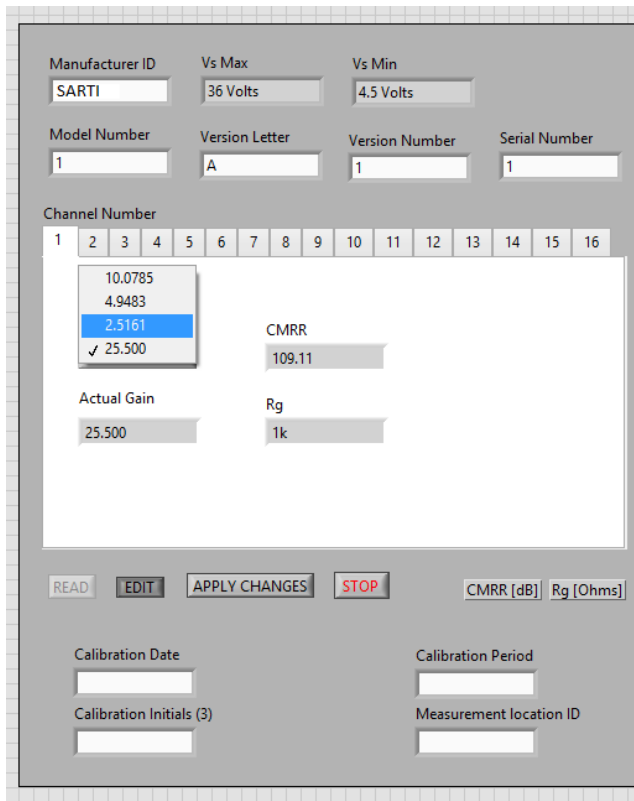 Manufacturer ID Vs Max Vs Min
SARTI 36 Volts 4.5 Volts
Model Number Version Letter Version Number Serial Number
1 A 1 1
Channel Number
1 2 3 4 5 6 7 8 9 10 11 12 13 14 15 16
10.0785
4.9483
2.5161
✓ 25.500
CMRR
109.11
Actual Gain Rg
25.500 1k
READ EDIT APPLY CHANGES STOP CMRR [dB] Rg [Ohms]
Calibration Date Calibration Period
Calibration Initials (3) Measurement location ID